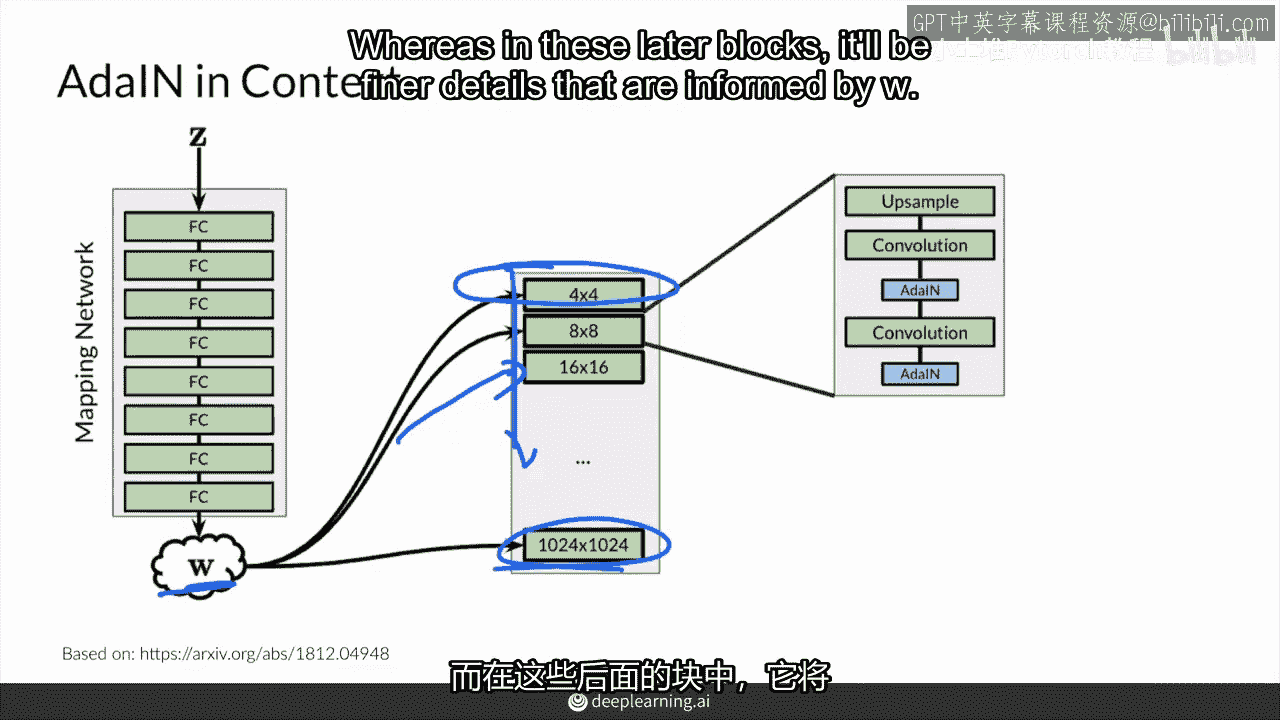 GPT中英字幕课程资源@bilibili.com
Whereas in these later blocks, it'll be
finer details that are informed by w.
AdaIN in Conte
z
Mapping Network
FC
FC
FC
FC
FC
FC
FC
FC
w
4x4
8x8
16x16
...
1024x1024
Upsample
Convolution
AdaIN
Convolution
AdaIN
Based on: https://arxiv.org/abs/1812.04948
而在这些后面的块中，它将
deeplearning.ai